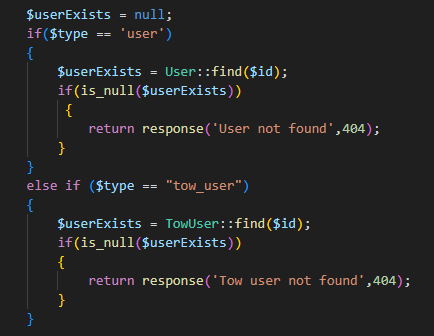 $userExists = null;
if($type == 'user')
{
    $userExists = User::find($id);
    if(is_null($userExists))
     {
        return response('User not found',404);
    }
}
else if ($type == "tow_user")
{
    $userExists = TowUser::find($id);
    if(is_null($userExists))
    {
        return response('Tow user not found',404);
    }
}